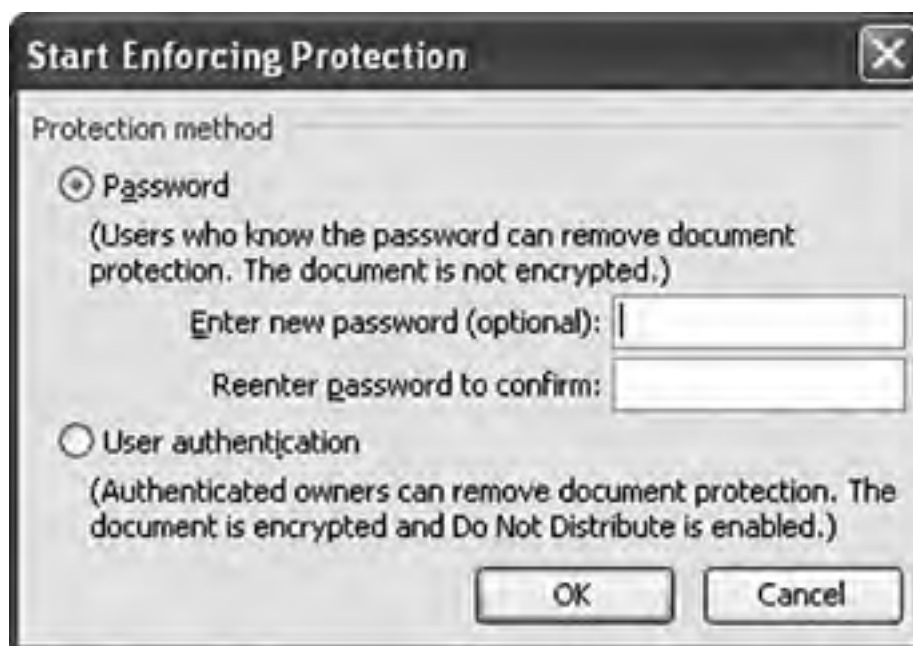 Start Enforcing Protection
Protection method
Password
(Users who know the password can remove document
protection. The document is not encrypted.)
Enter new password (optional):
Reenter password to confirm:
User authentication
(Authenticated owners can remove document protection. The
document is encrypted and Do Not Distribute is enabled.)
OK Cancel